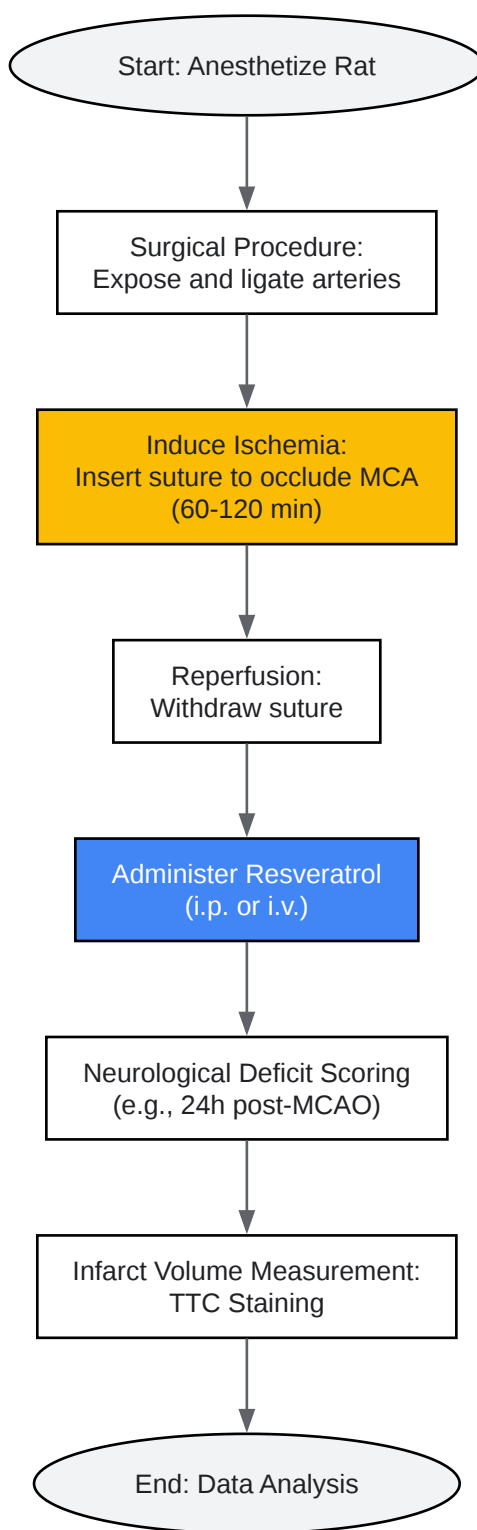 Start: Anesthetize Rat
Surgical Procedure:
Expose and ligate arteries
Induce Ischemia:
Insert suture to occlude MCA
(60-120 min)
Reperfusion:
Withdraw suture
Administer Resveratrol
(i.p. or i.v.)
Neurological Deficit Scoring
(e.g., 24h post-MCAO)
Infarct Volume Measurement:
TTC Staining
End: Data Analysis